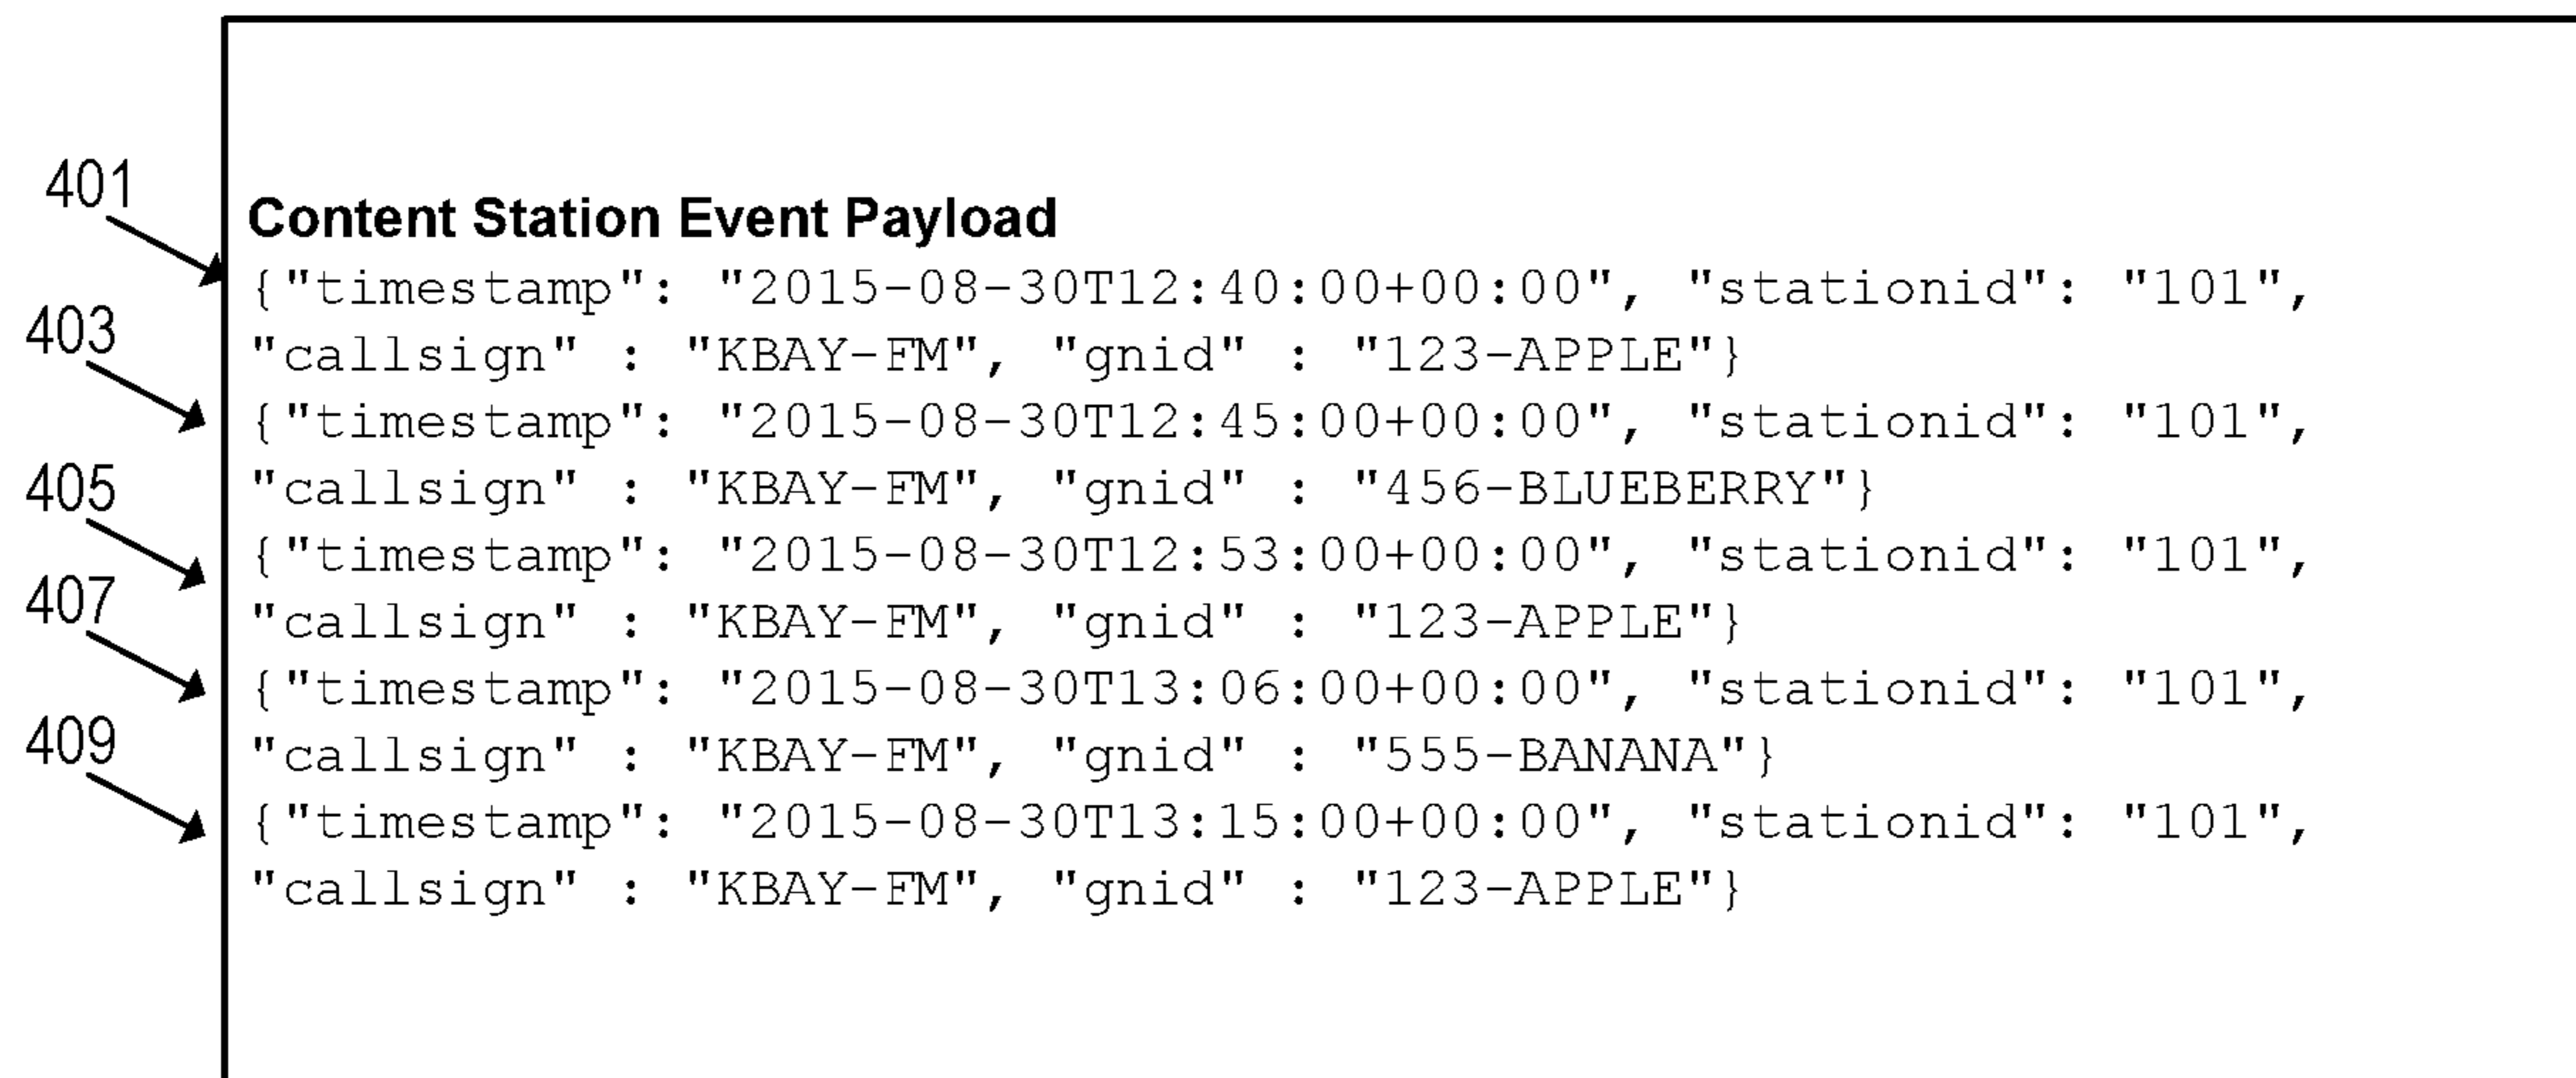 401
Content Station Event Payload
{"timestamp": "2015-08-30T12:40:00+00:00", "stationid": "101",
403
"callsign" : "KBAY-FM", "gnid" : "123-APPLE"}
{"timestamp": "2015-08-30T12:45:00+00:00", "stationid": "101",
405
"callsign" : "KBAY-FM", "gnid" : "456-BLUEBERRY"}
{"timestamp": "2015-08-30T12:53:00+00:00", "stationid": "101",
407
"callsign" : "KBAY-FM", "gnid" : "123-APPLE"}
{"timestamp": "2015-08-30T13:06:00+00:00", "stationid": "101",
409
"callsign" : "KBAY-FM", "gnid" : "555-BANANA"}
{"timestamp": "2015-08-30T13:15:00+00:00", "stationid": "101",
"callsign" : "KBAY-FM", "gnid" : "123-APPLE"}